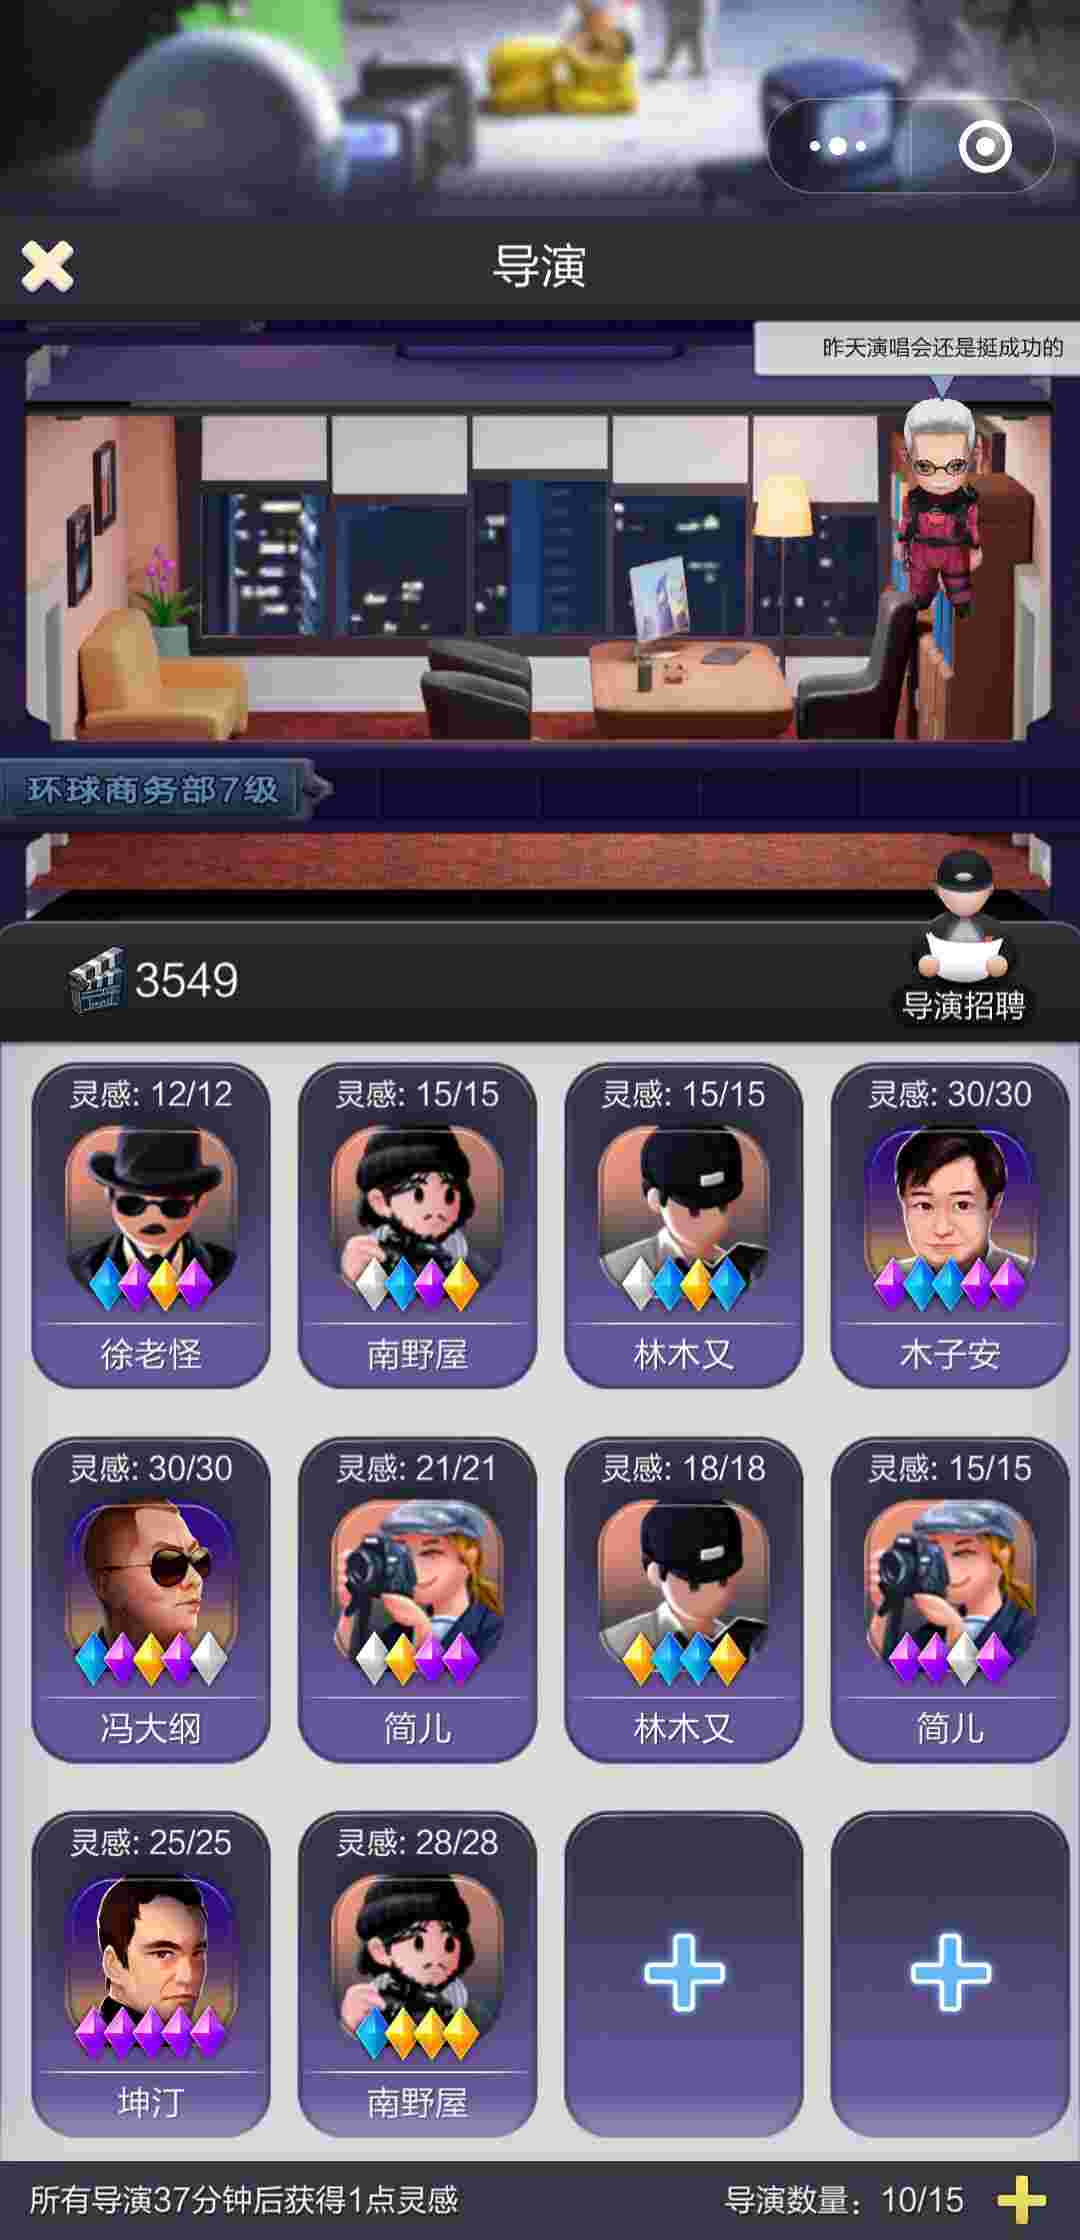 导演
昨天演唱会还是挺成功的
环球商务部7级
3549
导演招聘
灵感: 12/12
灵感: 15/15
灵感: 15/15
灵感: 30/30
徐老怪
南野屋
林木又
木子安
灵感: 30/30
灵感: 21/21
灵感: 18/18
灵感: 15/15
冯大纲
简儿
林木又
简儿
灵感: 25/25
灵感: 28/28
坤汀
南野屋
所有导演37分钟后获得1点灵感
导演数量：10/15